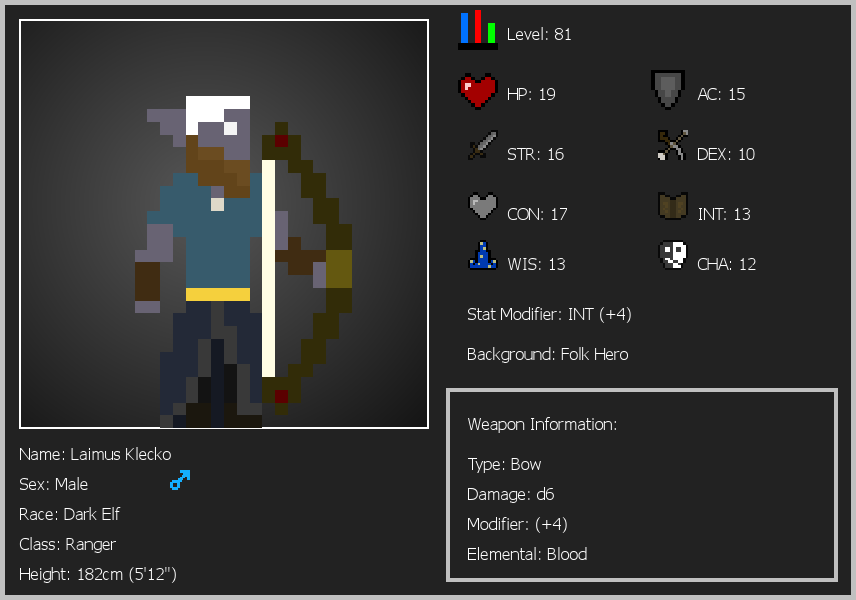 Level: 81
HP: 19
AC: 15
STR: 16
DEX: 10
CON: 17
INT: 13
WIS: 13
CHA: 12
Stat Modifier: INT (+4)
Background: Folk Hero
Weapon Information:
Type: Bow
Damage: d6
Modifier: (+4)
Elemental: Blood
Name: Laimus Klecko
Sex: Male
Race: Dark Elf
Class: Ranger
Height: 182cm (5'12")